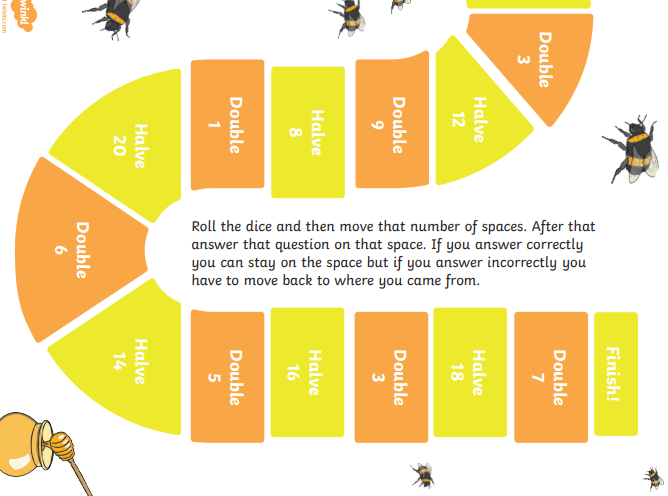 winkl
twinkl.com
Double
3
Halve
12
Double
9
Halve
8
Double
1
Halve
20
Double
6
Halve
14
Roll the dice and then move that number of spaces. After that
answer that question on that space. If you answer correctly
you can stay on the space but if you answer incorrectly you
have to move back to where you came from.
Double
5
Halve
16
Double
3
Halve
18
Double
7
Finish!